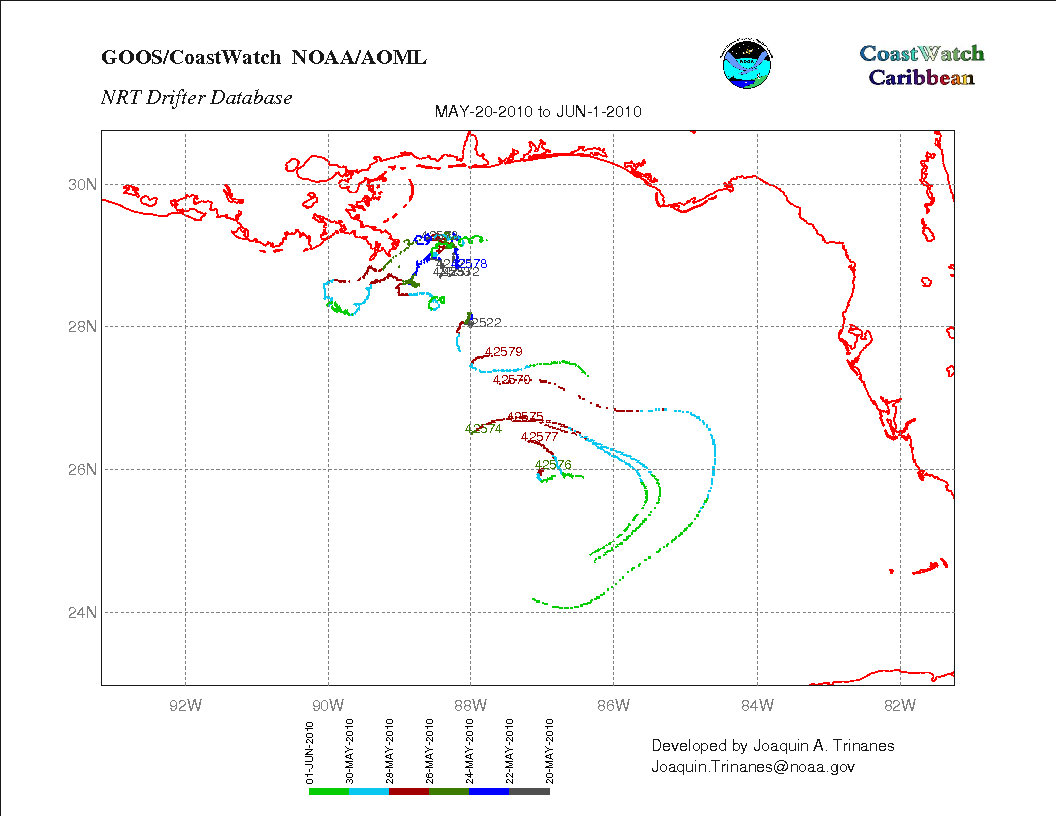 GOOS/CoastWatch NOAA/AOML
NOAA
CoastWatch
Caribbean
NRT Drifter Database
MAY-20-2010 to JUN-1-2010
30N
42578
28N
42522
42579
42570
42575
42574
42577
42576
26N
24N
92W
90W
88W
86W
84W
82W
01-JUN-2010
30-MAY-2010
28-MAY-2010
26-MAY-2010
24-MAY-2010
22-MAY-2010
20-MAY-2010
Developed by Joaquin A. Trinanes
Joaquin.Trinanes@noaa.gov